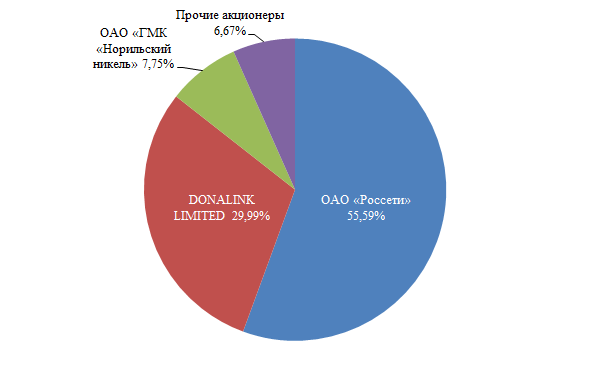 Прочие акционеры
6,67%
ОАО «ГМК
«Норильский
никель» 7,75%
DONALINK
LIMITED 29,99%
ОАО «Россети»
55,59%